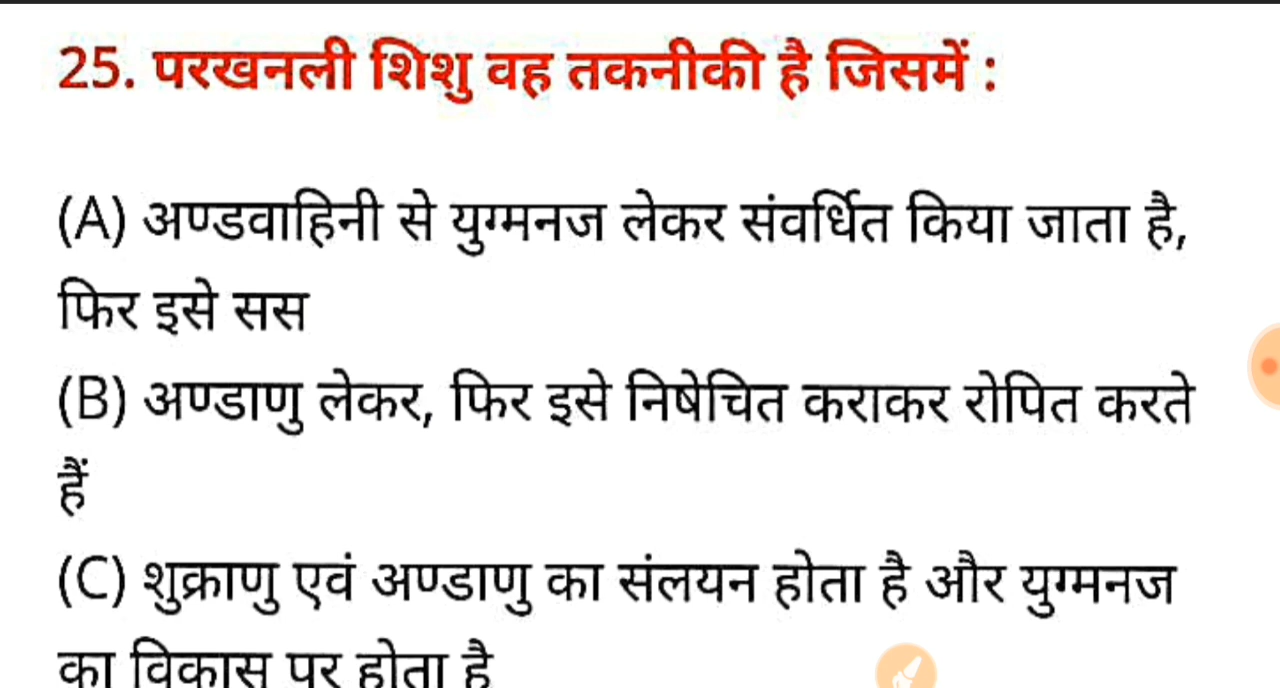 25. परखनली शिशु वह तकनीकी है जिसमें :
(A) अण्डवाहिनी से युग्मनज लेकर संवर्धित किया जाता है,
फिर इसे सस
(B) अण्डाणु लेकर, फिर इसे निषेचित कराकर रोपित करते
हैं
(C) शुक्राणु एवं अण्डाणु का संलयन होता है और युग्मनज
का विकास पर होता है